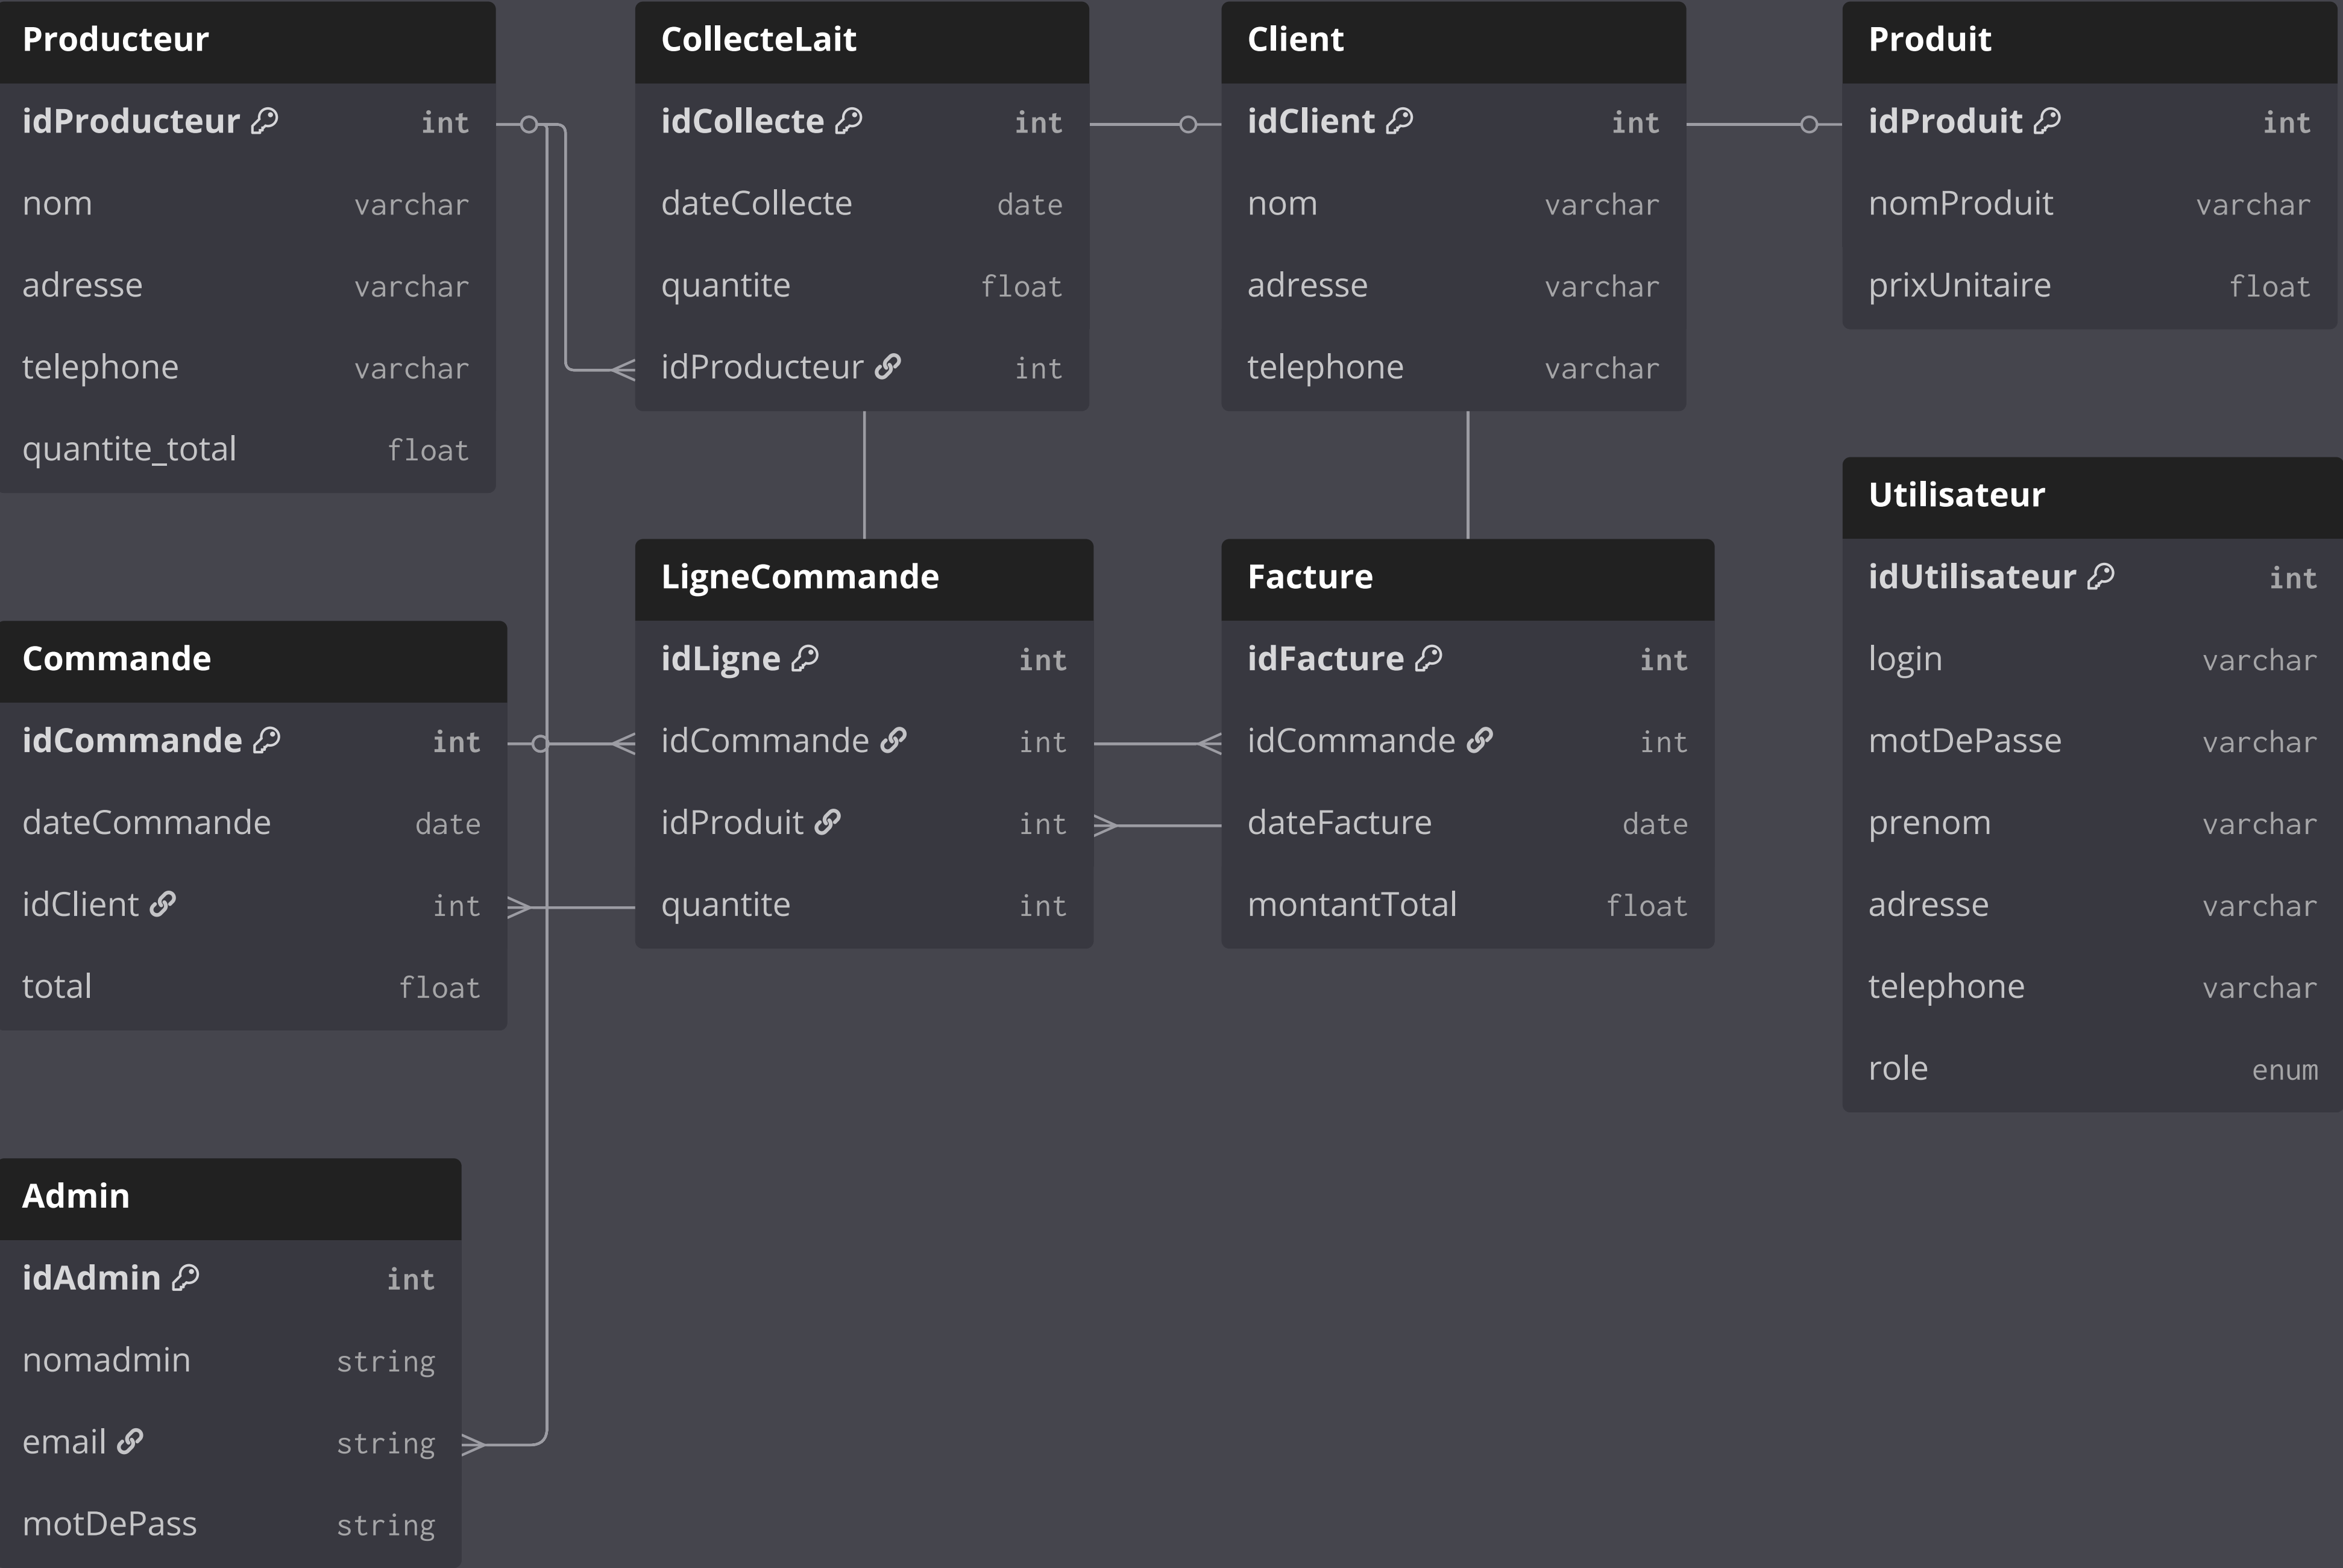 Producteur
idProducteur int
nom varchar
adresse varchar
telephone varchar
quantite_total float
CollecteLait
idCollecte int
dateCollecte date
quantite float
idProducteur int
Client
idClient int
nom varchar
adresse varchar
telephone varchar
Produit
idProduit int
nomProduit varchar
prixUnitaire float
Commande
idCommande int
dateCommande date
idClient int
total float
LigneCommande
idLigne int
idCommande int
idProduit int
quantite int
Facture
idFacture int
idCommande int
dateFacture date
montantTotal float
Utilisateur
idUtilisateur int
login varchar
motDePasse varchar
prenom varchar
adresse varchar
telephone varchar
role enum
Admin
idAdmin int
nomadmin string
email string
motDePass string